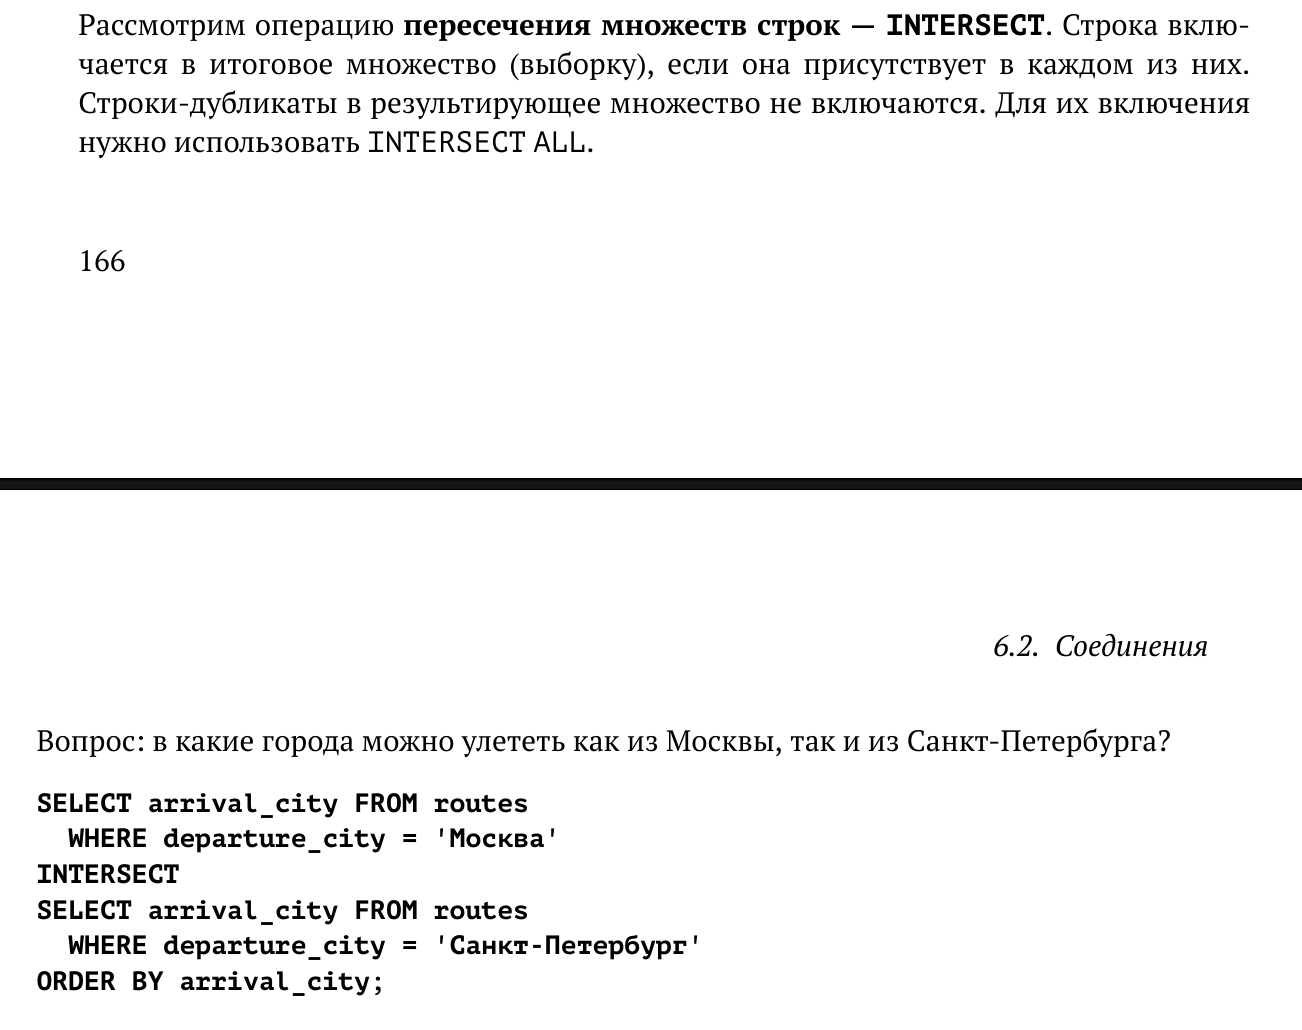 Рассмотрим операцию пересечения множеств строк — INTERSECT. Строка вклю-
чается в итоговое множество (выборку), если она присутствует в каждом из них.
Строки-дубликаты в результирующее множество не включаются. Для их включения
нужно использовать INTERSECT ALL.
166
6.2. Соединения
Вопрос: в какие города можно улететь как из Москвы, так и из Санкт-Петербурга?
SELECT arrival_city FROM routes
  WHERE departure_city = 'Москва'
INTERSECT
SELECT arrival_city FROM routes
  WHERE departure_city = 'Санкт-Петербург'
ORDER BY arrival_city;